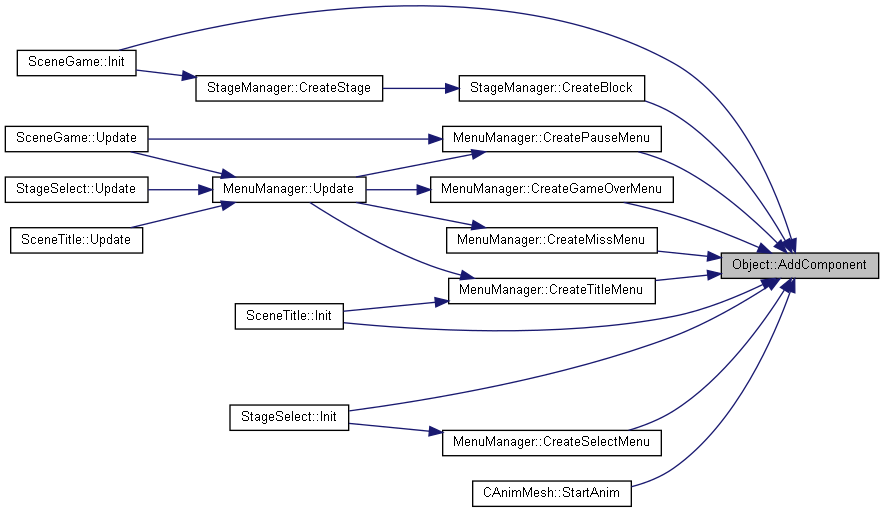 SceneGame::Init
StageManager::CreateStage
StageManager::CreateBlock
SceneGame::Update
MenuManager::CreatePauseMenu
StageSelect::Update
MenuManager::Update
MenuManager::CreateGameOverMenu
SceneTitle::Update
MenuManager::CreateMissMenu
Object::AddComponent
MenuManager::CreateTitleMenu
SceneTitle::Init
StageSelect::Init
MenuManager::CreateSelectMenu
CAnimMesh::StartAnim